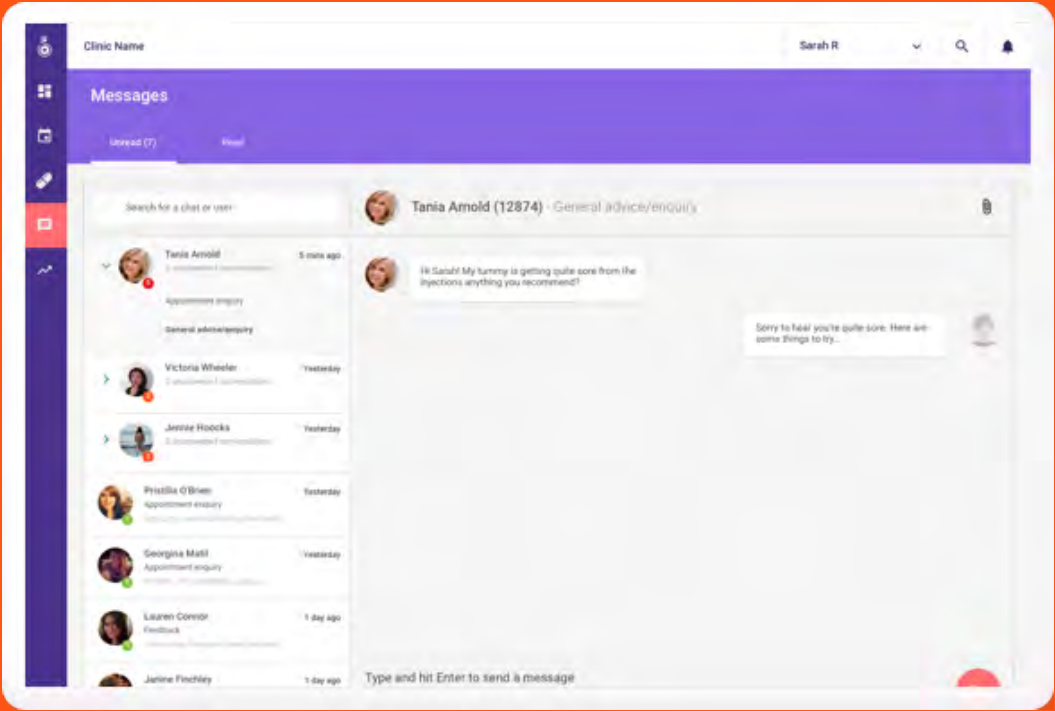 Clinic Name
Sarah R
Messages
Unread (7)
Read
Search for a chat or user
Tania Arnold (12874) - General advice/enquiry
Tania Arnold
5 mins ago
Appointment enquiry
General advice/enquiry
Hi Sarah! My tummy is getting quite sore from the
injections anything you recommend?
Sorry to hear you're quite sore. Here are
some things to try...
Victoria Wheeler
Yesterday
Jennie Hoocks
Yesterday
Pristilia O'Brien
Yesterday
Appointment enquiry
Georgina Matil
Yesterday
Appointment enquiry
Lauren Connor
1 day ago
Feedback
Janine Finchley
1 day ago
Type and hit Enter to send a message